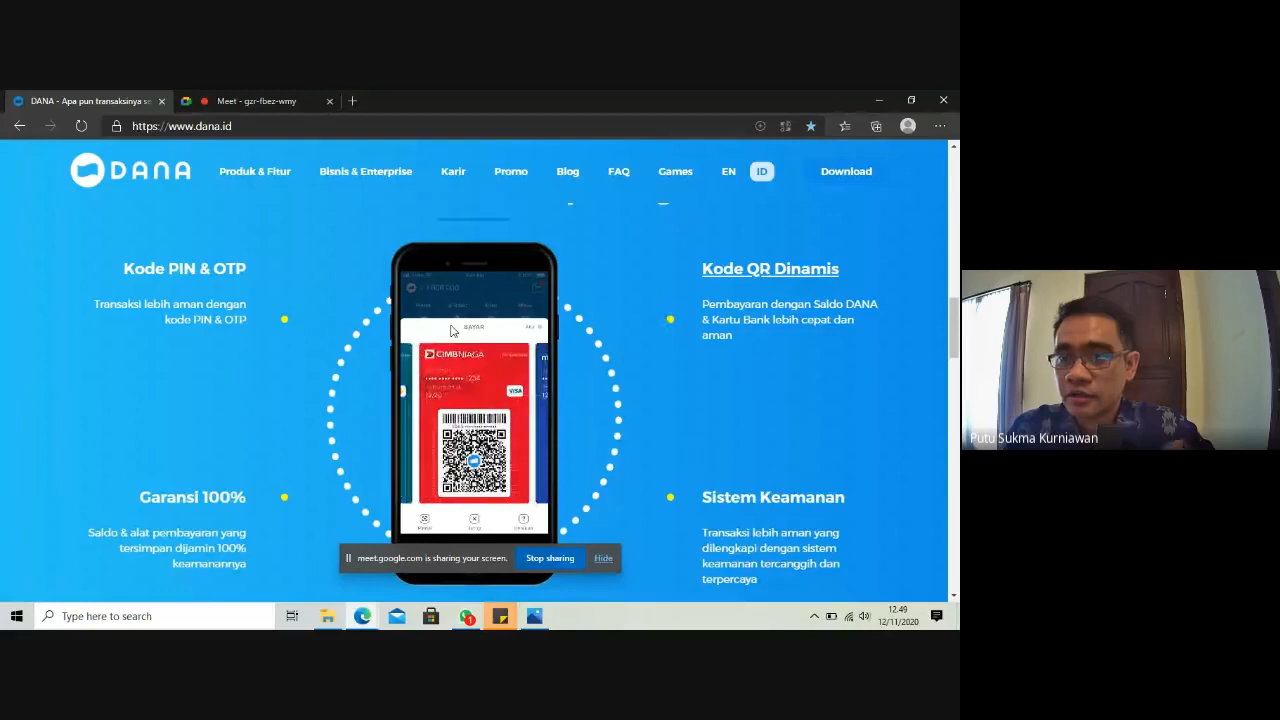 DANA - Apa pun transaksinya se
Meet - gzr-fbez-wmy
https://www.dana.id
DANA
Produk & Fitur
Bisnis & Enterprise
Karir
Promo
Blog
FAQ
Games
EN
ID
Download
Kode PIN & OTP
Transaksi lebih aman dengan
kode PIN & OTP
Kode QR Dinamis
Pembayaran dengan Saldo DANA
& Kartu Bank lebih cepat dan
aman
BAYAR
CIMBNIAGA
VISA
Garansi 100%
Saldo & alat pembayaran yang
tersimpan dijamin 100%
keamanannya
Sistem Keamanan
Transaksi lebih aman yang
dilengkapi dengan sistem
keamanan tercanggih dan
terpercaya
meet.google.com is sharing your screen.
Stop sharing
Hide
Putu Sukma Kurniawan
Type here to search
1
12.49
12/11/2020